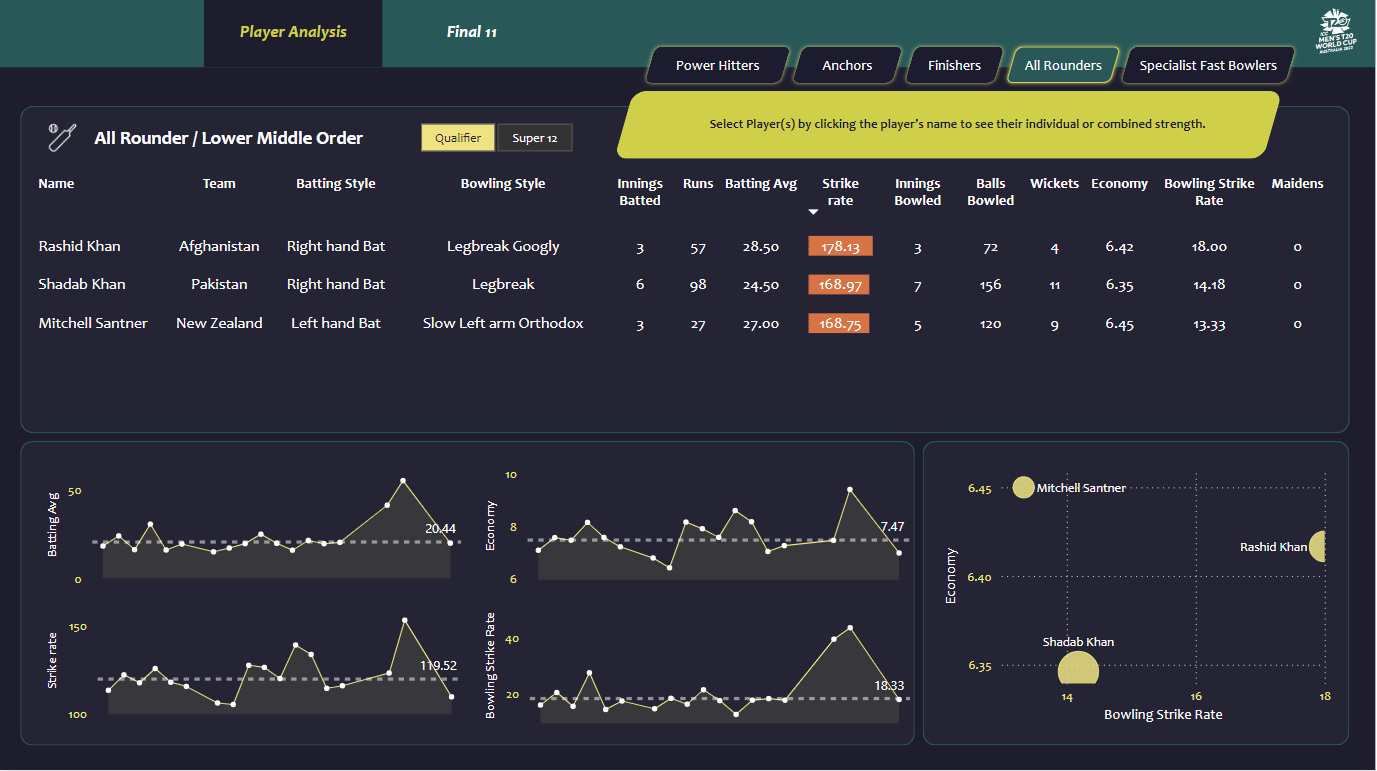 Player Analysis
Final 11
ICC
MEN'S T20
WORLD CUP
AUSTRALIA 2022
Power Hitters
Anchors
Finishers
All Rounders
Specialist Fast Bowlers
Select Player(s) by clicking the player's name to see their individual or combined strength.
All Rounder / Lower Middle Order
Qualifier
Super 12
Name Team Batting Style Bowling Style Innings Batted Runs Batting Avg Strike rate Innings Bowled Balls Bowled Wickets Economy Bowling Strike Rate Maidens
Rashid Khan Afghanistan Right hand Bat Legbreak Googly 3 57 28.50 178.13 3 72 4 6.42 18.00 0
Shadab Khan Pakistan Right hand Bat Legbreak 6 98 24.50 168.97 7 156 11 6.35 14.18 0
Mitchell Santner New Zealand Left hand Bat Slow Left arm Orthodox 3 27 27.00 168.75 5 120 9 6.45 13.33 0
Batting Avg
50
0
20.44
Economy
10
8
6
7.47
Strike rate
150
100
119.52
Bowling Strike Rate
40
20
18.33
Economy
6.45
6.40
6.35
Mitchell Santner
Rashid Khan
Shadab Khan
14
16
18
Bowling Strike Rate